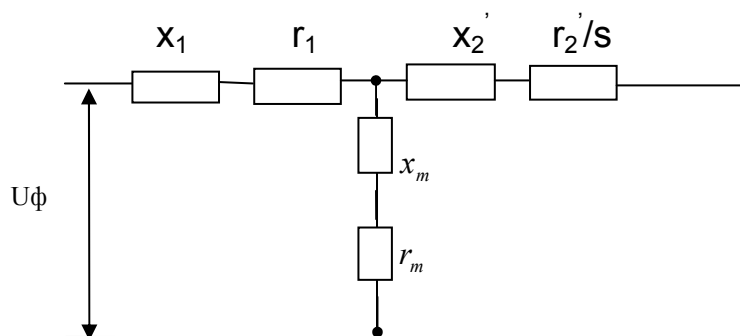 x₁ r₁ x₂' r₂'/s
Uф
xₘ
rₘ